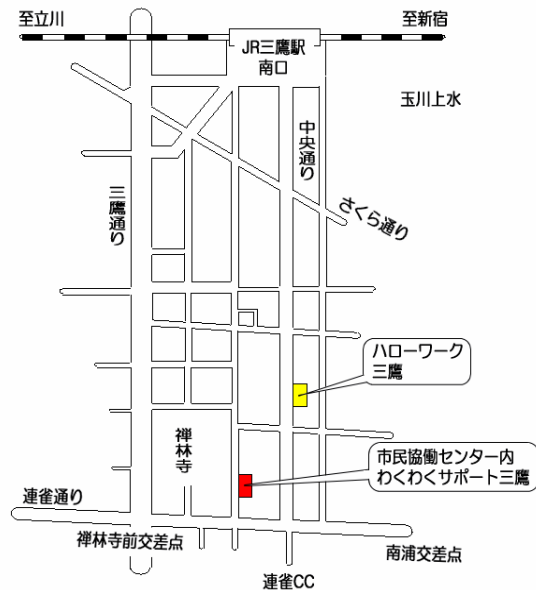 至立川
至新宿
JR三鷹駅
南口
玉川上水
中央通り
三鷹通り
さくら通り
ハローワーク
三鷹
禅林寺
市民協働センター内
わくわくサポート三鷹
連雀通り
禅林寺前交差点
南浦交差点
連雀CC